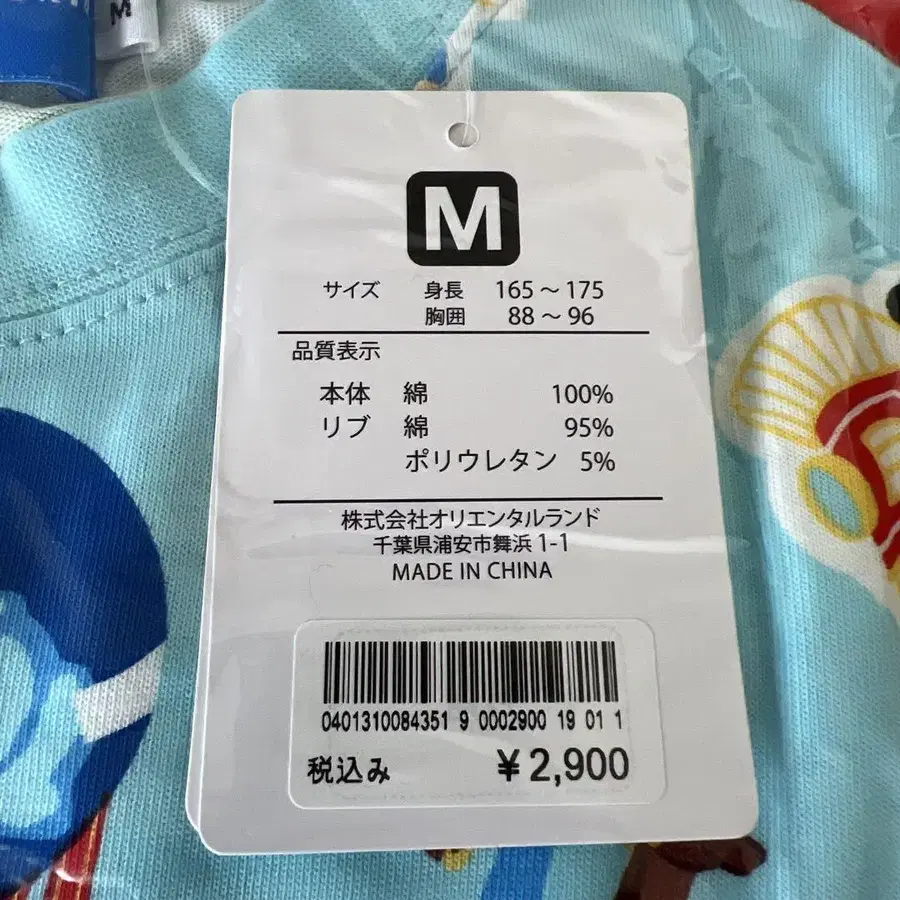 M
M
サイズ 身長 165～175
胸囲 88～96
品質表示
本体 綿 100%
リブ 綿 95%
ポリウレタン 5%
株式会社オリエンタルランド
千葉県浦安市舞浜 1-1
MADE IN CHINA
0401310084351 9 0002900 19 01 1
税込み ¥2,900